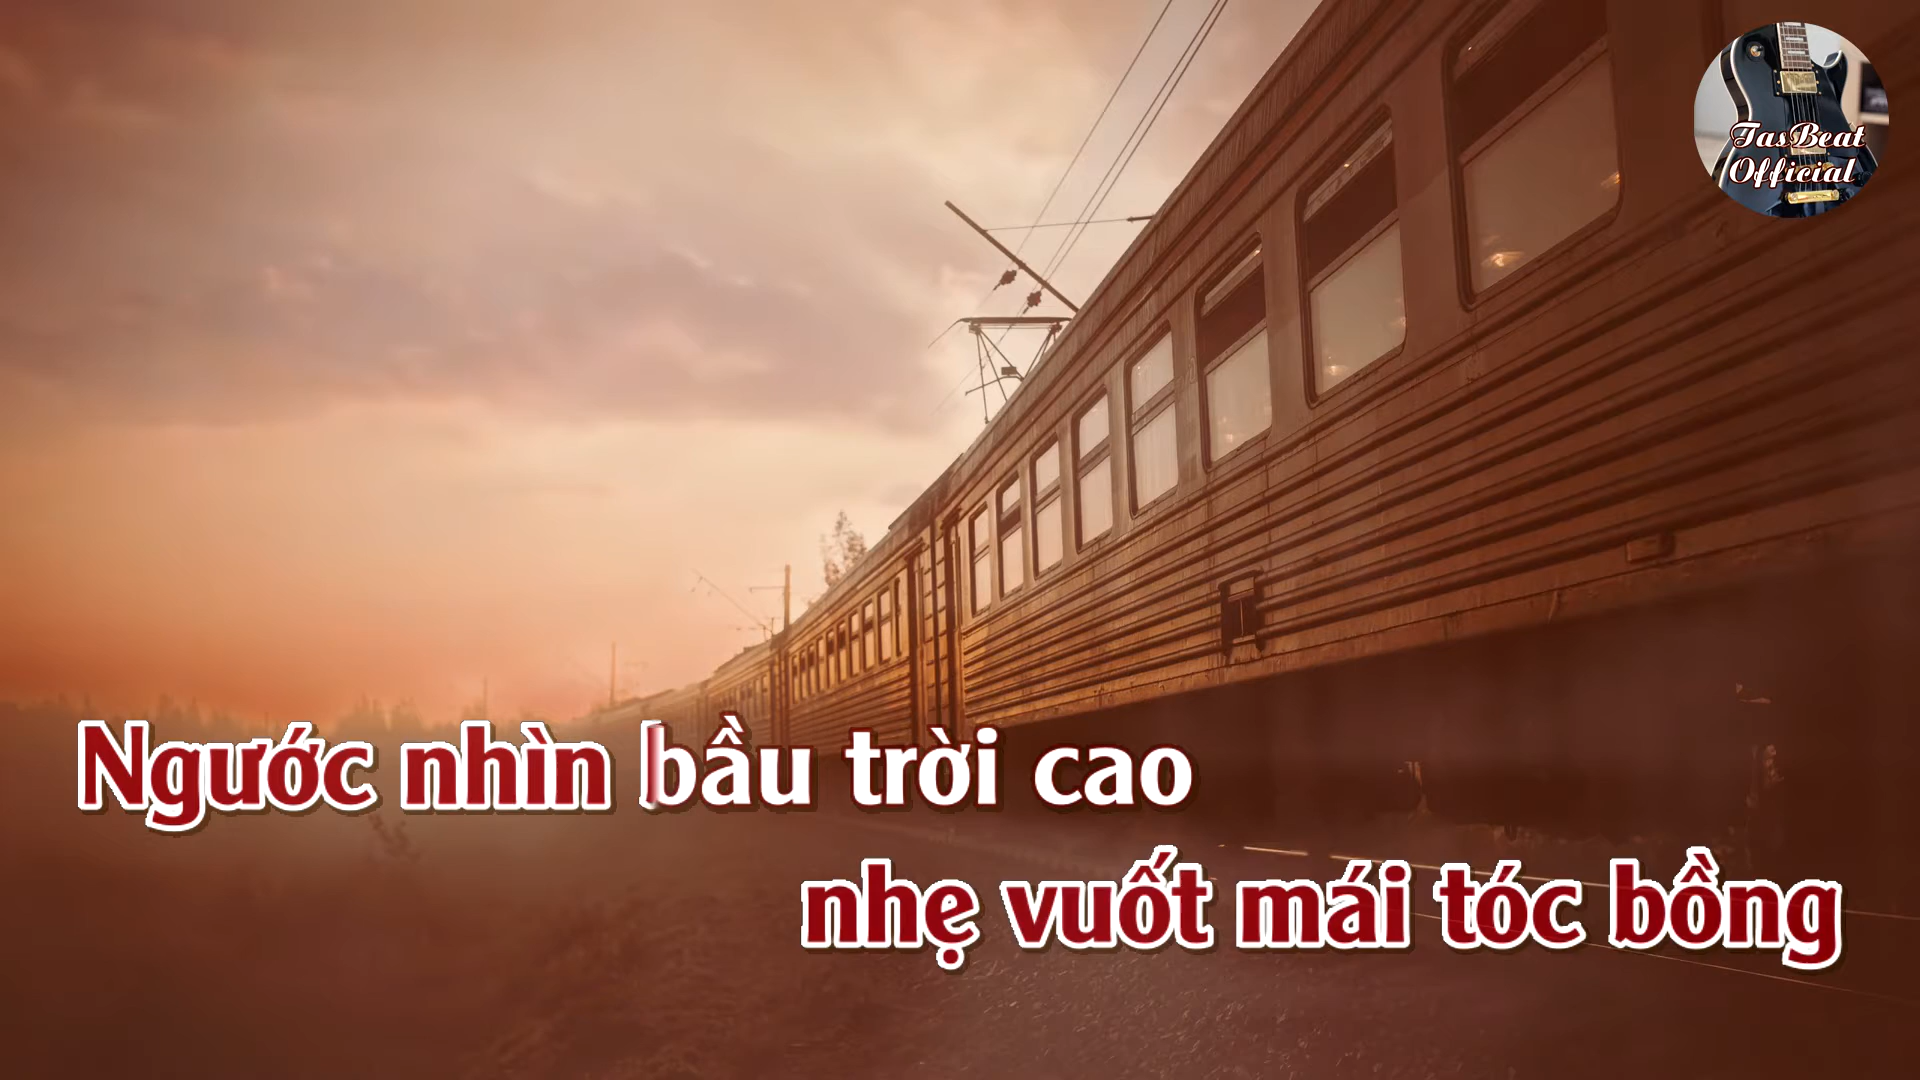 TasBeat
Official
Ngước nhìn bầu trời cao
nhẹ vuốt mái tóc bồng